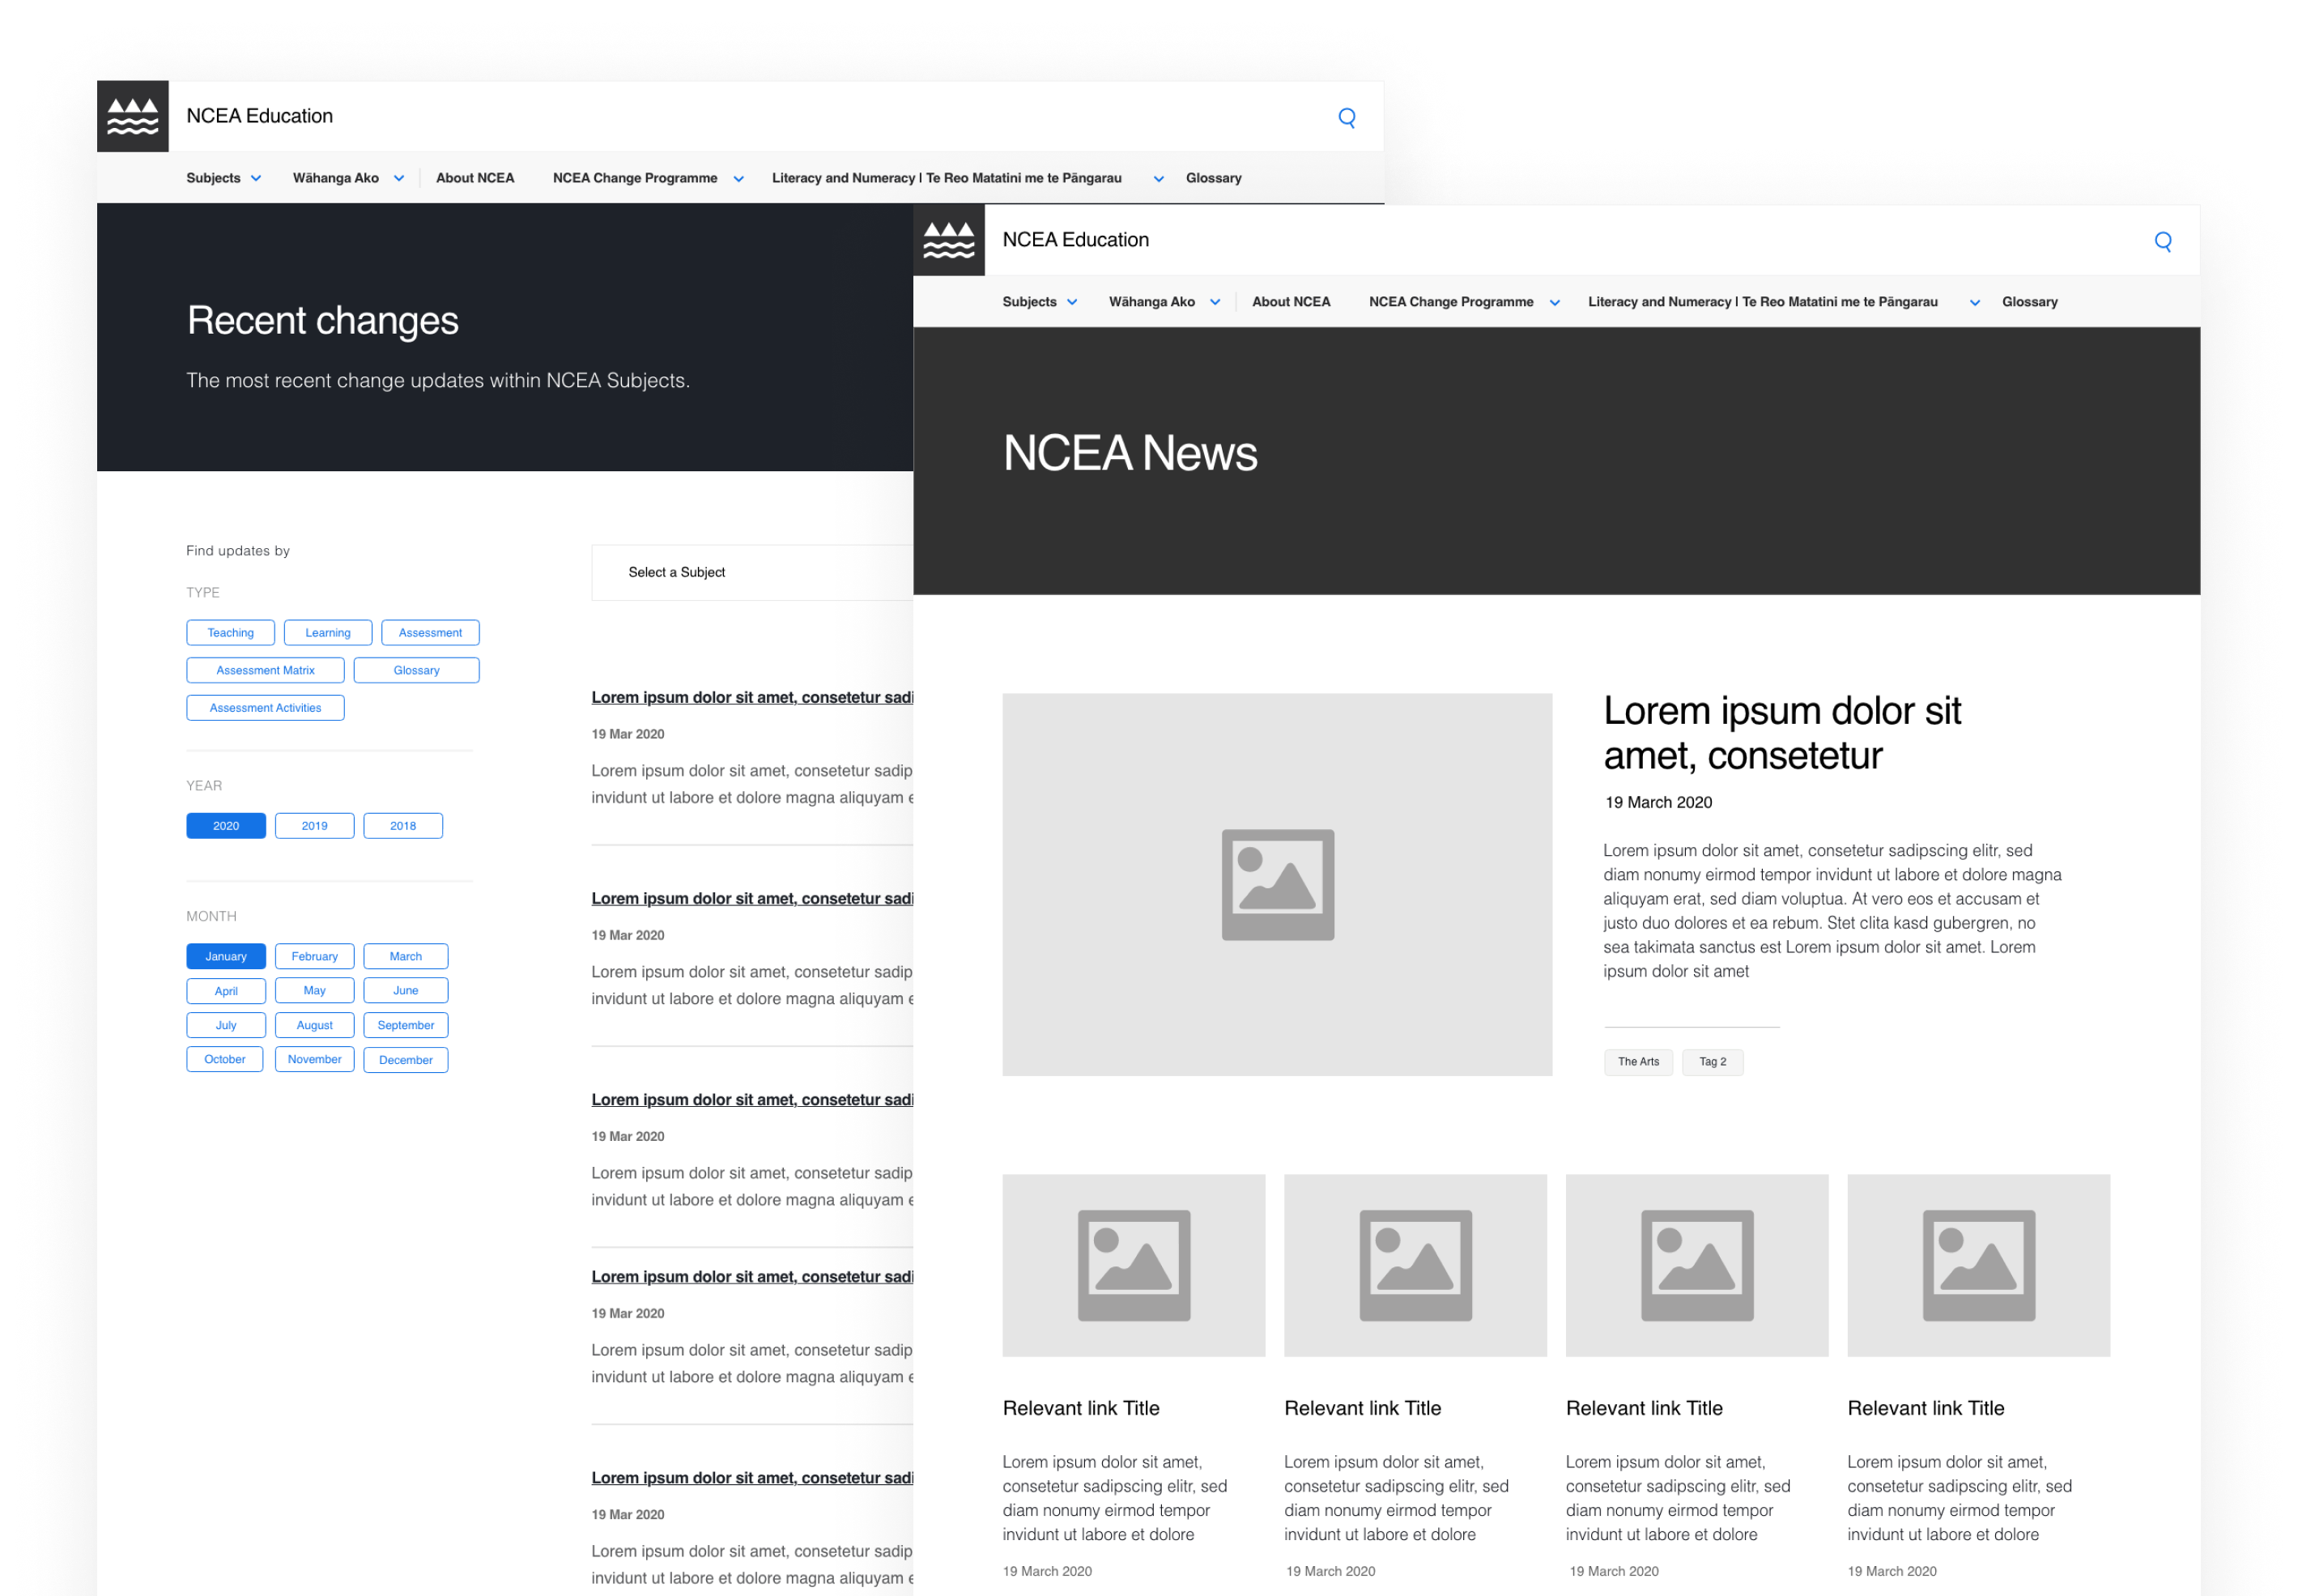 NCEA Education
Subjects
Wāhanga Ako
About NCEA
NCEA Change Programme
Literacy and Numeracy | Te Reo Matatini me te Pāngarau
Glossary
Recent changes
The most recent change updates within NCEA Subjects.
Find updates by
TYPE
Teaching
Learning
Assessment
Assessment Matrix
Glossary
Assessment Activities
YEAR
2020
2019
2018
MONTH
January
February
March
April
May
June
July
August
September
October
November
December
Select a Subject
Lorem ipsum dolor sit amet, consetetur sadi
19 Mar 2020
Lorem ipsum dolor sit amet, consetetur sadip
invidunt ut labore et dolore magna aliquyam e
Lorem ipsum dolor sit amet, consetetur sadi
19 Mar 2020
Lorem ipsum dolor sit amet, consetetur sadip
invidunt ut labore et dolore magna aliquyam e
Lorem ipsum dolor sit amet, consetetur sadi
19 Mar 2020
Lorem ipsum dolor sit amet, consetetur sadip
invidunt ut labore et dolore magna aliquyam e
Lorem ipsum dolor sit amet, consetetur sadi
19 Mar 2020
Lorem ipsum dolor sit amet, consetetur sadip
invidunt ut labore et dolore magna aliquyam e
Lorem ipsum dolor sit amet, consetetur sadi
19 Mar 2020
Lorem ipsum dolor sit amet, consetetur sadip
invidunt ut labore et dolore magna aliquyam e
NCEA Education
Subjects
Wāhanga Ako
About NCEA
NCEA Change Programme
Literacy and Numeracy | Te Reo Matatini me te Pāngarau
Glossary
NCEA News
Lorem ipsum dolor sit
amet, consetetur
19 March 2020
Lorem ipsum dolor sit amet, consetetur sadipscing elitr, sed
diam nonumy eirmod tempor invidunt ut labore et dolore magna
aliquyam erat, sed diam voluptua. At vero eos et accusam et
justo duo dolores et ea rebum. Stet clita kasd gubergren, no
sea takimata sanctus est Lorem ipsum dolor sit amet. Lorem
ipsum dolor sit amet
The Arts
Tag 2
Relevant link Title
Lorem ipsum dolor sit amet,
consetetur sadipscing elitr, sed
diam nonumy eirmod tempor
invidunt ut labore et dolore
19 March 2020
Relevant link Title
Lorem ipsum dolor sit amet,
consetetur sadipscing elitr, sed
diam nonumy eirmod tempor
invidunt ut labore et dolore
19 March 2020
Relevant link Title
Lorem ipsum dolor sit amet,
consetetur sadipscing elitr, sed
diam nonumy eirmod tempor
invidunt ut labore et dolore
19 March 2020
Relevant link Title
Lorem ipsum dolor sit amet,
consetetur sadipscing elitr, sed
diam nonumy eirmod tempor
invidunt ut labore et dolore
19 March 2020